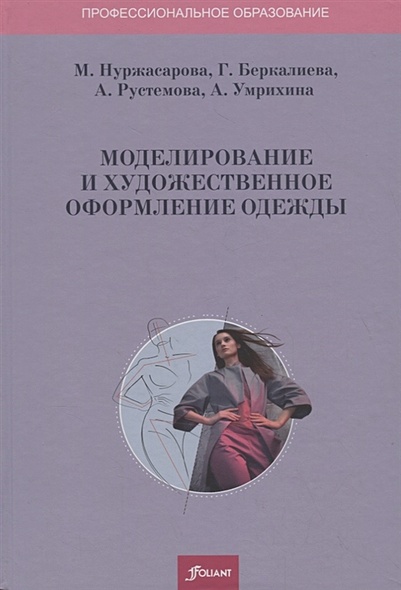 ПРОФЕССИОНАЛЬНОЕ ОБРАЗОВАНИЕ
М. Нуржасарова, Г. Беркалиева,
А. Рустемова, А. Умрихина
МОДЕЛИРОВАНИЕ
И ХУДОЖЕСТВЕННОЕ
ОФОРМЛЕНИЕ ОДЕЖДЫ
FOLIANT